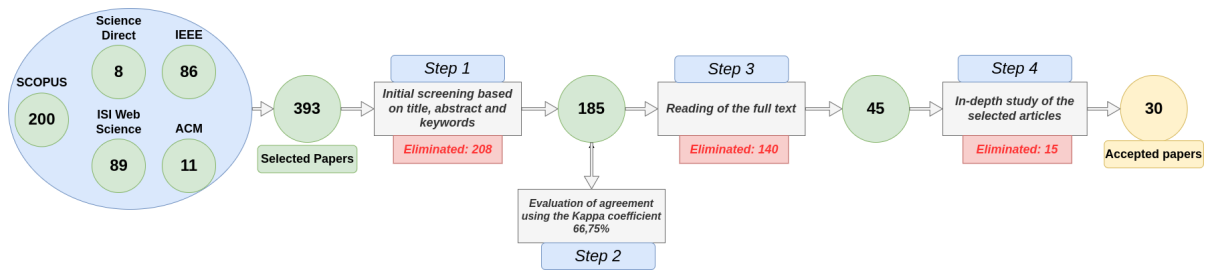 SCOPUS
200
Science
Direct
8
IEEE
86
ISI Web
Science
89
ACM
11
393
Selected Papers
Step 1
Initial screening based
on title, abstract and
keywords
Eliminated: 208
185
Evaluation of agreement
using the Kappa coefficient
66,75%
Step 2
Step 3
Reading of the full text
Eliminated: 140
45
Step 4
In-depth study of the
selected articles
Eliminated: 15
30
Accepted papers